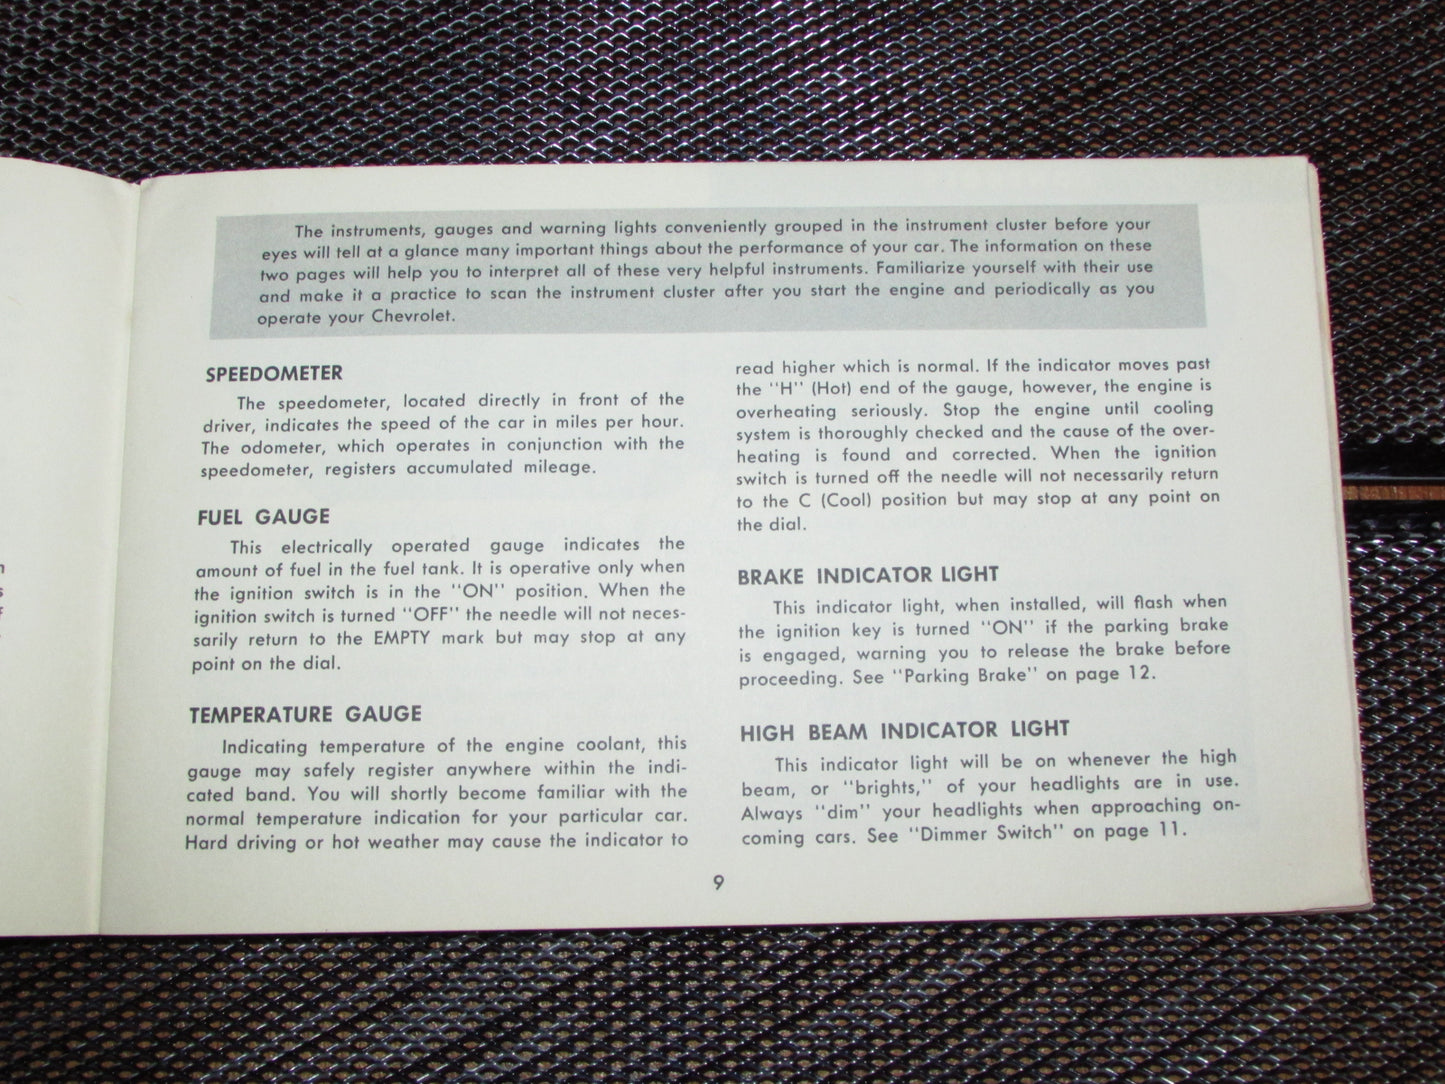 The instruments, gauges and warning lights conveniently grouped in the instrument cluster before your
eyes will tell at a glance many important things about the performance of your car. The information on these
two pages will help you to interpret all of these very helpful instruments. Familiarize yourself with their use
and make it a practice to scan the instrument cluster after you start the engine and periodically as you
operate your Chevrolet.
SPEEDOMETER
The speedometer, located directly in front of the
driver, indicates the speed of the car in miles per hour.
The odometer, which operates in conjunction with the
speedometer, registers accumulated mileage.
FUEL GAUGE
This electrically operated gauge indicates the
amount of fuel in the fuel tank. It is operative only when
the ignition switch is in the "ON" position. When the
ignition switch is turned "OFF" the needle will not neces-
sarily return to the EMPTY mark but may stop at any
point on the dial.
TEMPERATURE GAUGE
Indicating temperature of the engine coolant, this
gauge may safely register anywhere within the indi-
cated band. You will shortly become familiar with the
normal temperature indication for your particular car.
Hard driving or hot weather may cause the indicator to
read higher which is normal. If the indicator moves past
the "H" (Hot) end of the gauge, however, the engine is
overheating seriously. Stop the engine until cooling
system is thoroughly checked and the cause of the over-
heating is found and corrected. When the ignition
switch is turned off the needle will not necessarily return
to the C (Cool) position but may stop at any point on
the dial.
BRAKE INDICATOR LIGHT
This indicator light, when installed, will flash when
the ignition key is turned "ON" if the parking brake
is engaged, warning you to release the brake before
proceeding. See "Parking Brake" on page 12.
HIGH BEAM INDICATOR LIGHT
This indicator light will be on whenever the high
beam, or "brights," of your headlights are in use.
Always "dim" your headlights when approaching on-
coming cars. See "Dimmer Switch" on page 11.
9